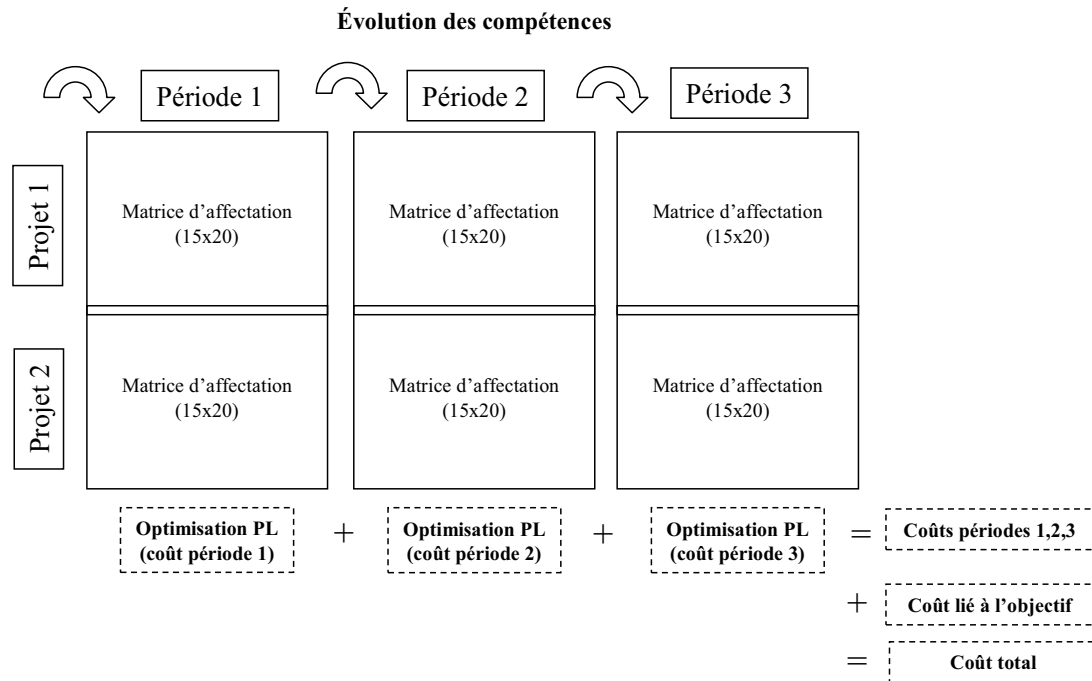 Évolution des compétences
Période 1
Période 2
Période 3
Projet 1
Matrice d’affectation
(15x20)
Matrice d’affectation
(15x20)
Matrice d’affectation
(15x20)
Projet 2
Matrice d’affectation
(15x20)
Matrice d’affectation
(15x20)
Matrice d’affectation
(15x20)
Optimisation PL
(coût période 1)
+
Optimisation PL
(coût période 2)
+
Optimisation PL
(coût période 3)
=
Coûts périodes 1,2,3
+
Coût lié à l’objectif
=
Coût total